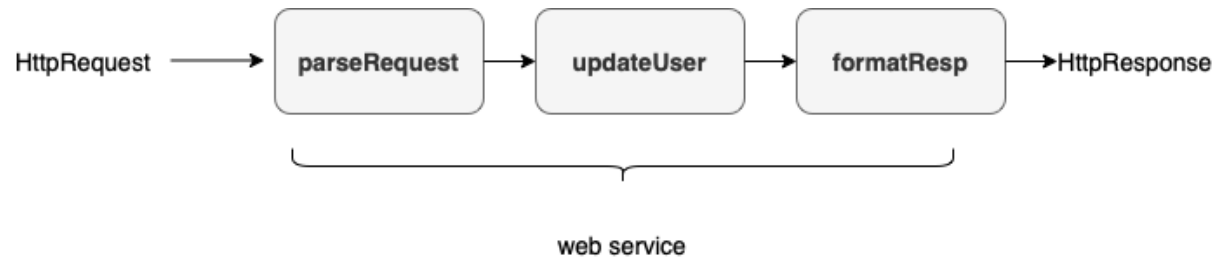 HttpRequest
parseRequest
updateUser
formatResp
HttpResponse
web service